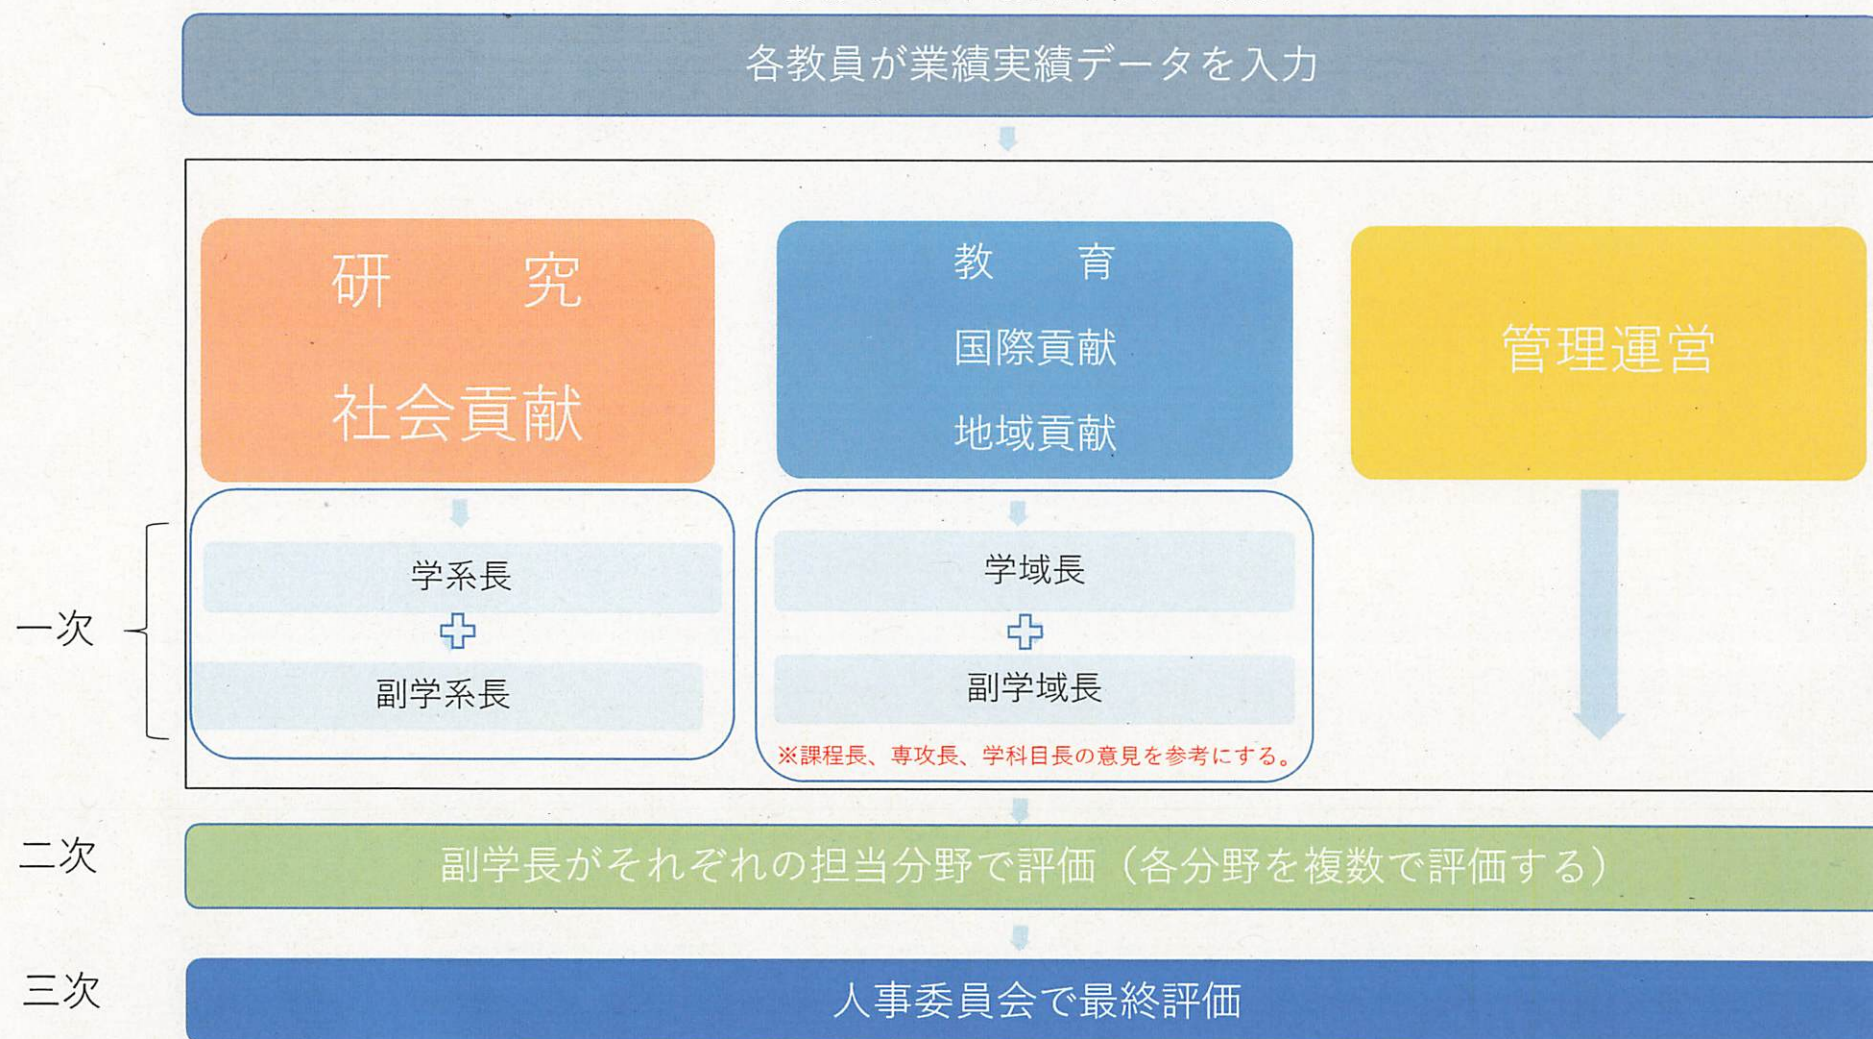 各教員が業績実績データを入力
研　究
社会貢献
教　育
国際貢献
地域貢献
管理運営
一次
学系長
副学系長
学域長
副学域長
※課程長、専攻長、学科目長の意見を参考にする。
二次
副学長がそれぞれの担当分野で評価（各分野を複数で評価する）
三次
人事委員会で最終評価